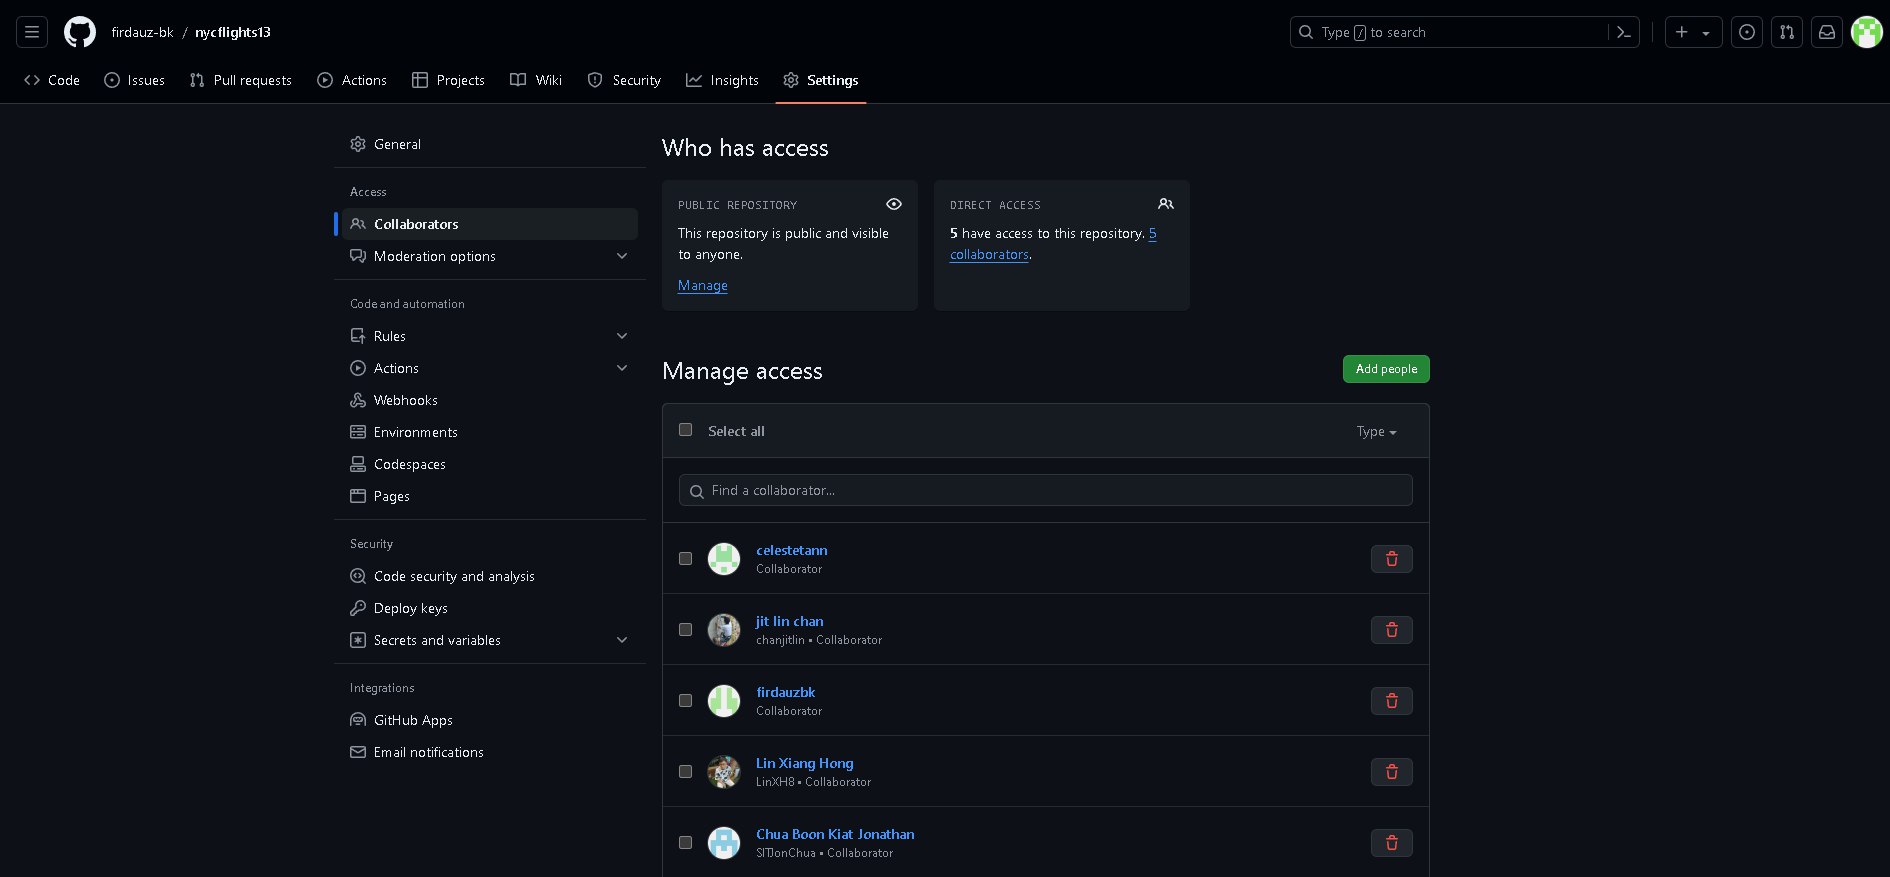 firdauz-bk / nycflights13
Type / to search
Code
Issues
Pull requests
Actions
Projects
Wiki
Security
Insights
Settings
General
Access
Collaborators
Moderation options
Code and automation
Rules
Actions
Webhooks
Environments
Codespaces
Pages
Security
Code security and analysis
Deploy keys
Secrets and variables
Integrations
GitHub Apps
Email notifications
Who has access
PUBLIC REPOSITORY
This repository is public and visible
to anyone.
Manage
DIRECT ACCESS
5 have access to this repository. 5
collaborators.
Manage access
Add people
Select all
Type
Find a collaborator...
celestetann
Collaborator
jit lin chan
chanjitlin • Collaborator
firdauzbk
Collaborator
Lin Xiang Hong
LinXH8 • Collaborator
Chua Boon Kiat Jonathan
SITJonChua • Collaborator